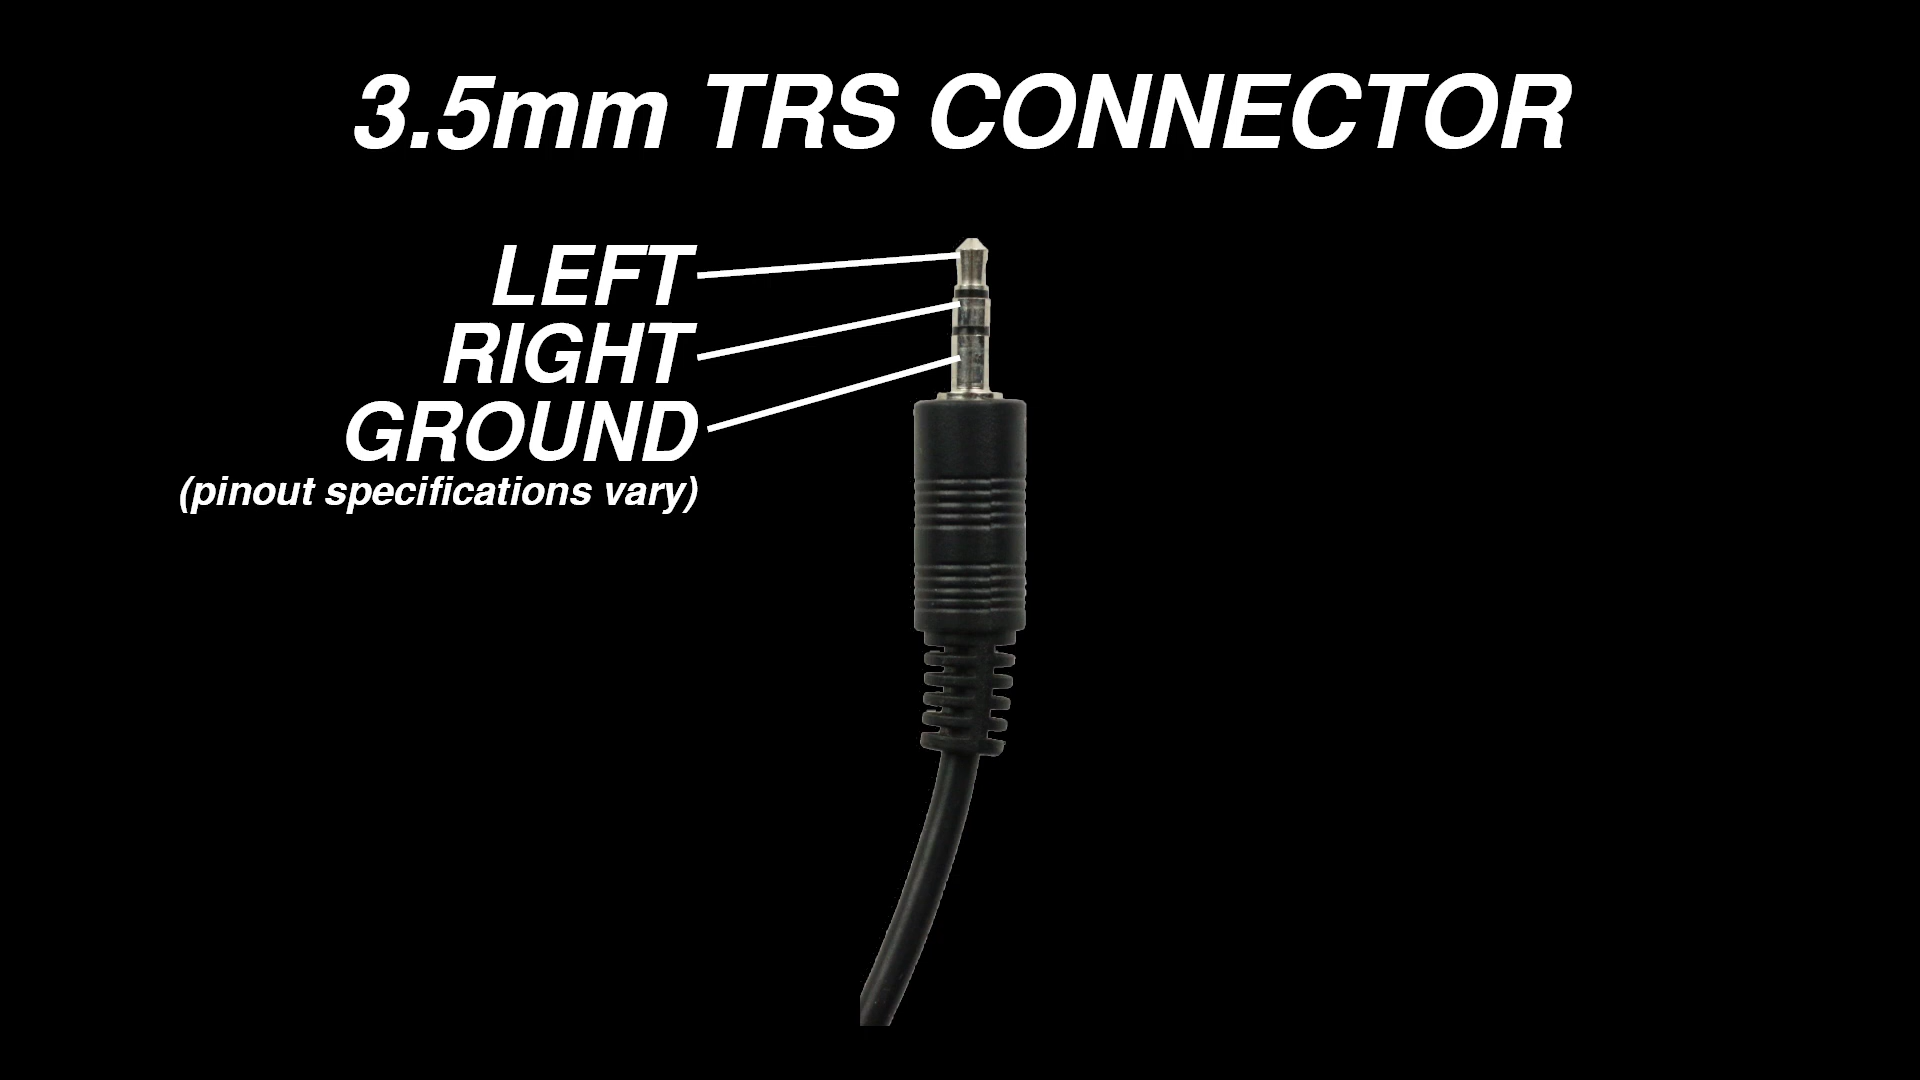 3.5mm TRS CONNECTOR
LEFT
RIGHT
GROUND
(pinout specifications vary)